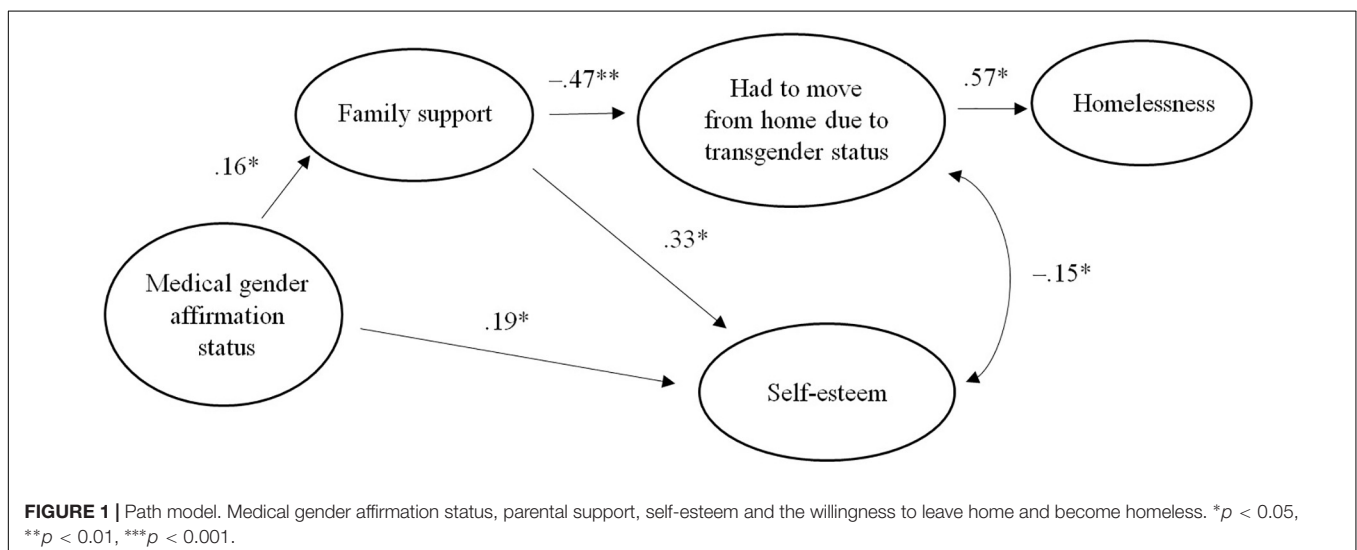 −.47**
.57*
Family support
Had to move
from home due to
transgender status
Homelessness
.16*
.33*
−.15*
Medical gender
affirmation
status
.19*
Self-esteem
FIGURE 1 | Path model. Medical gender affirmation status, parental support, self-esteem and the willingness to leave home and become homeless. *p < 0.05,
**p < 0.01, ***p < 0.001.